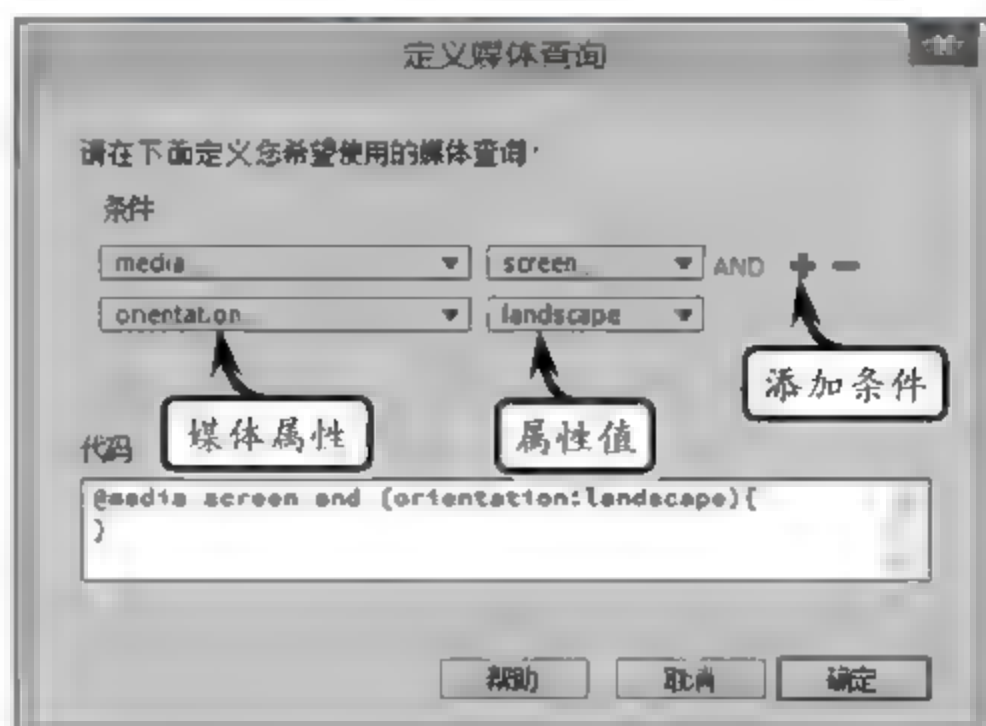 定义媒体查询
请在下面定义您希望使用的媒体查询:
条件
media screen AND + −
orientation landscape
添加条件
媒体属性 属性值
代码
@media screen and (orientation:landscape){
}
帮助 取消 确定